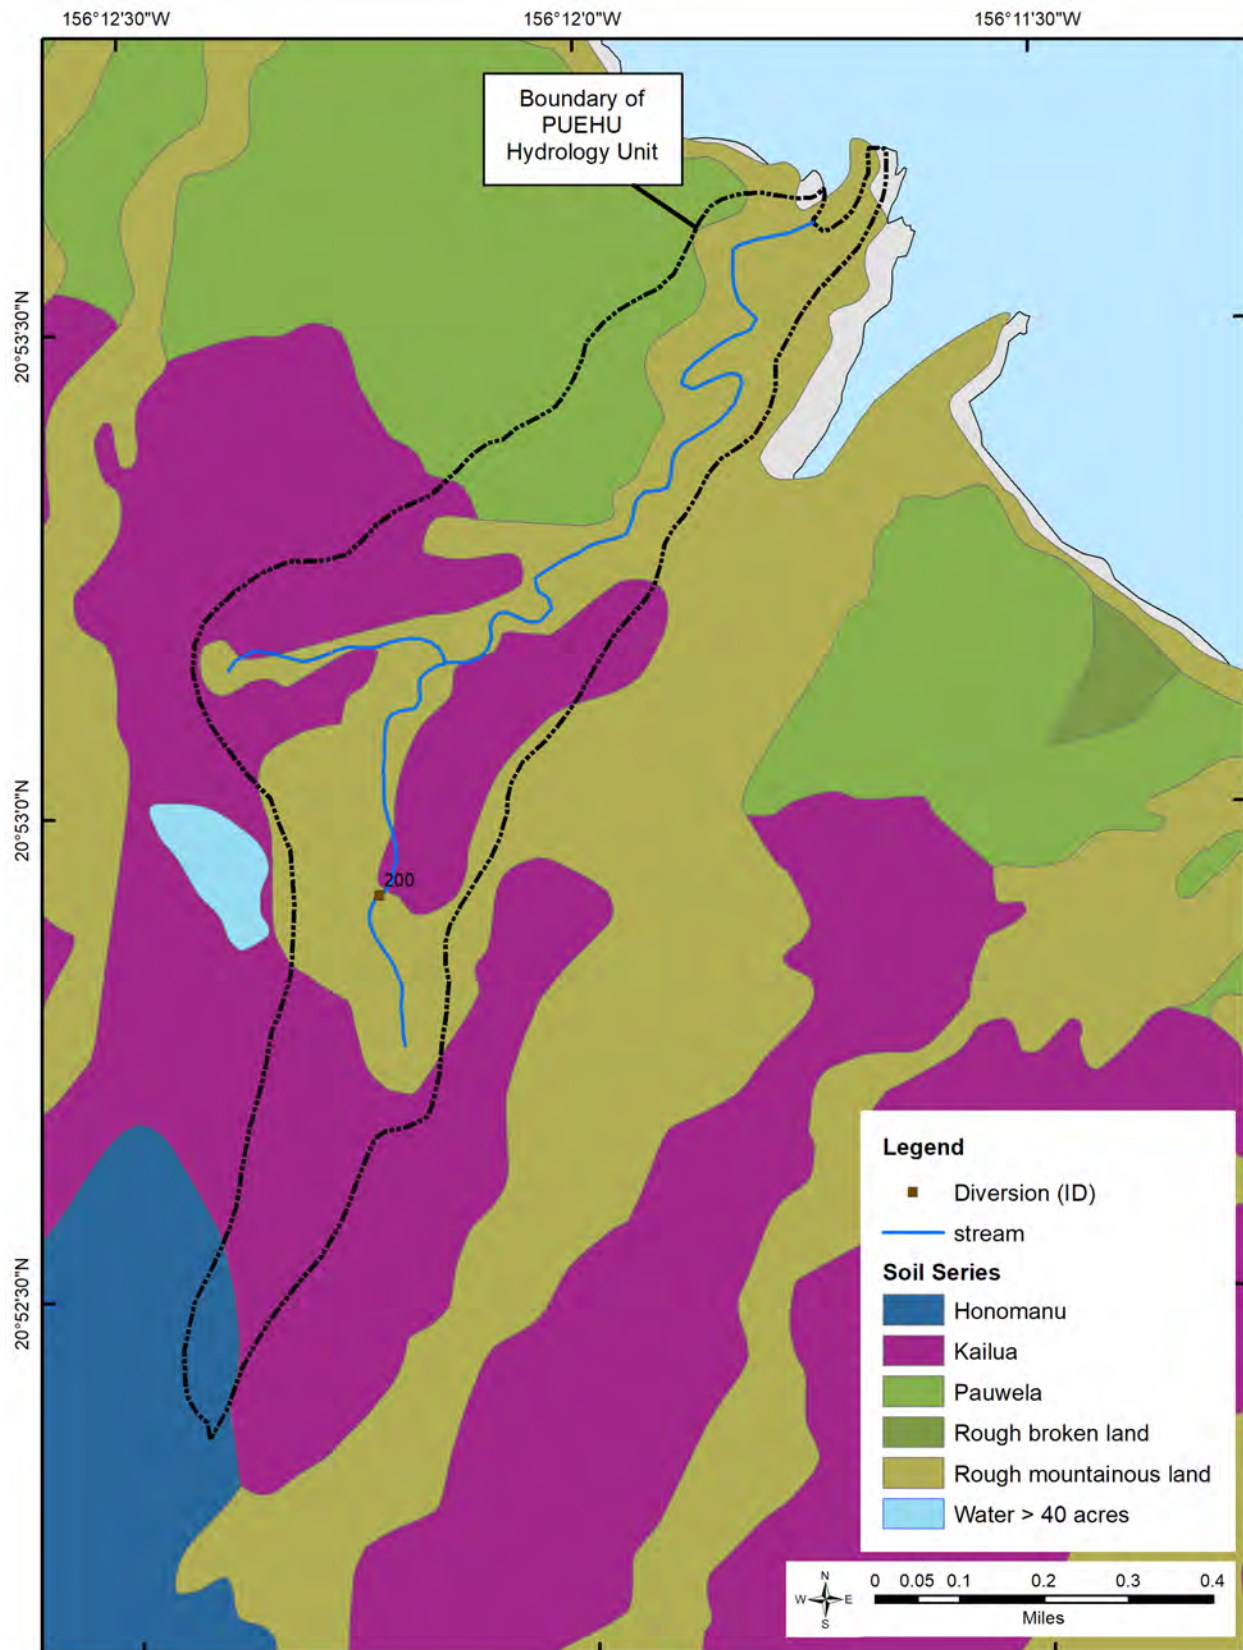 156°12'30"W
156°12'0"W
156°11'30"W
Boundary of
PUEHU
Hydrology Unit
20°53'30"N
20°53'0"N
200
20°52'30"N
Legend
Diversion (ID)
stream
Soil Series
Honomanu
Kailua
Pauwela
Rough broken land
Rough mountainous land
Water > 40 acres
N
W E
S
0 0.05 0.1 0.2 0.3 0.4
Miles